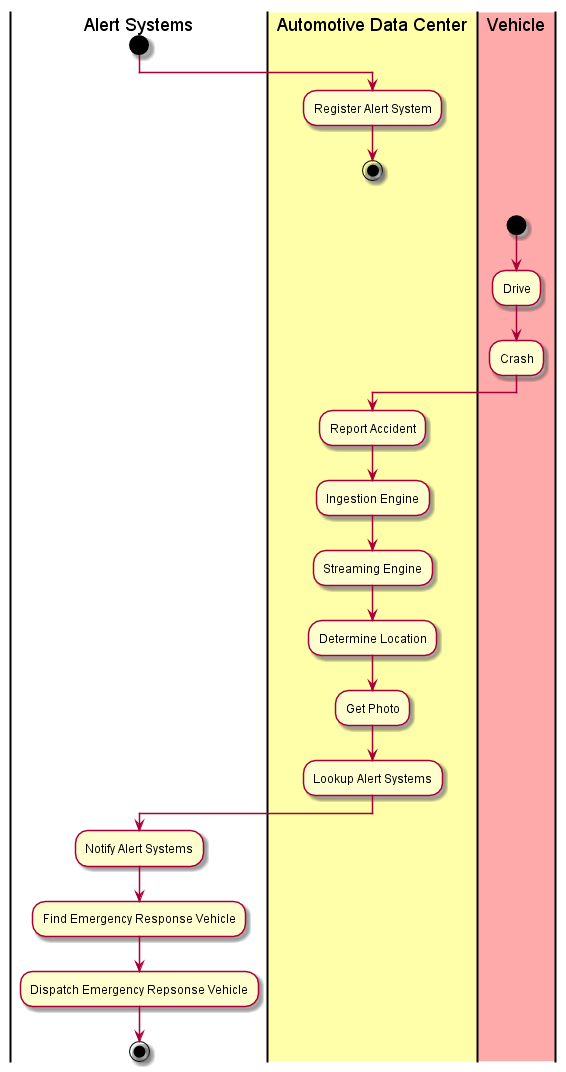 Alert Systems
Automotive Data Center
Vehicle
Register Alert System
Drive
Crash
Report Accident
Ingestion Engine
Streaming Engine
Determine Location
Get Photo
Lookup Alert Systems
Notify Alert Systems
Find Emergency Response Vehicle
Dispatch Emergency Repsonse Vehicle